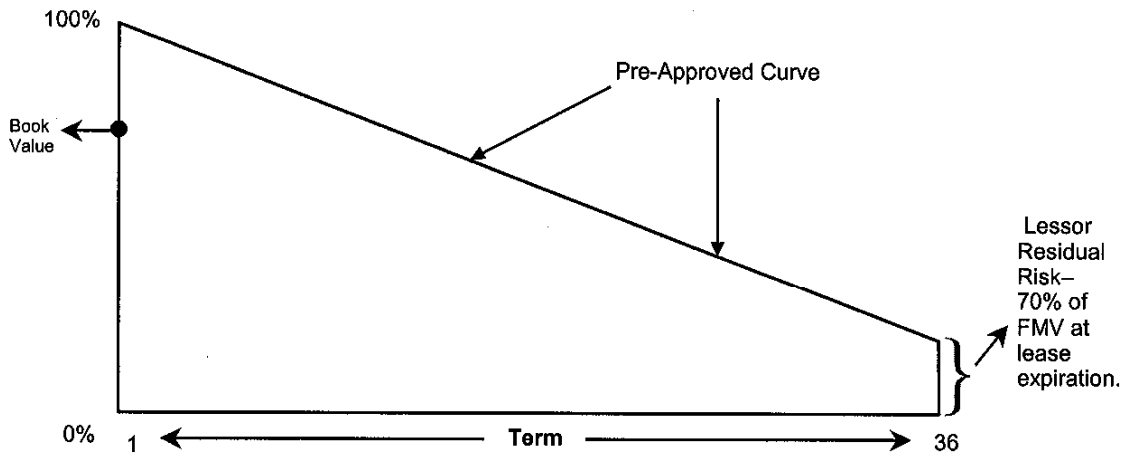 100%
Pre-Approved Curve
Book
Value
Lessor
Residual
Risk–
70% of
FMV at
lease
expiration.
0%
1
Term
36